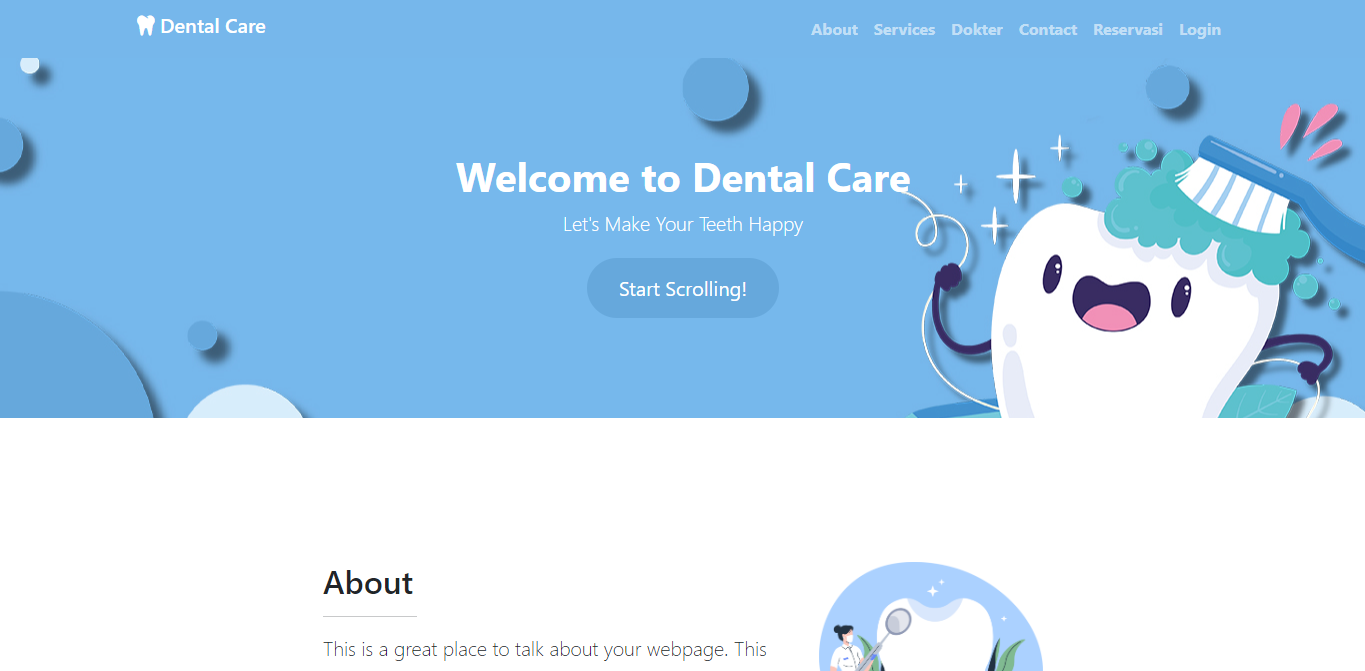 Dental Care
About Services Dokter Contact Reservasi Login
Welcome to Dental Care
Let's Make Your Teeth Happy
Start Scrolling!
About
This is a great place to talk about your webpage. This